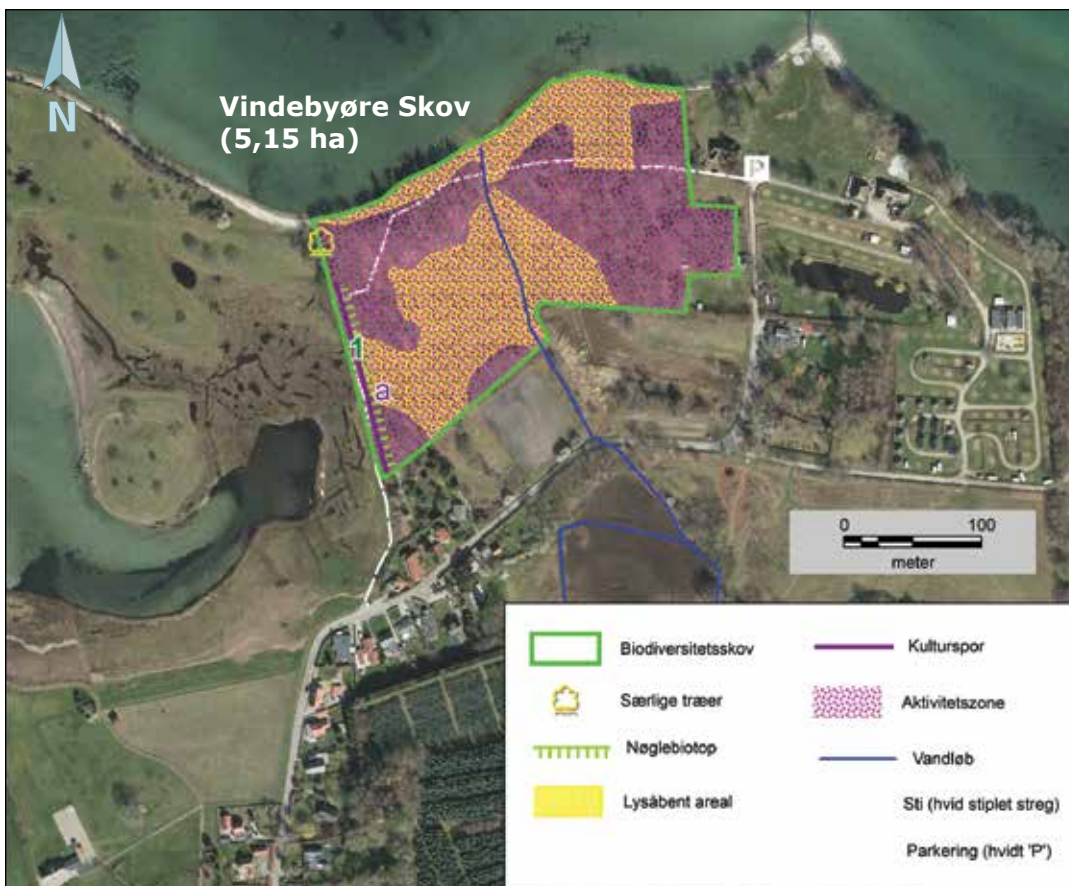 N
Vindebyøre Skov
(5,15 ha)
P
1
a
0 100
meter
Biodiversitetsskov
Særlige træer
Nøglebiotop
Lysåbent areal
Kulturspor
Aktivitetszone
Vandløb
Sti (hvid stiplet streg)
Parkering (hvidt 'P')